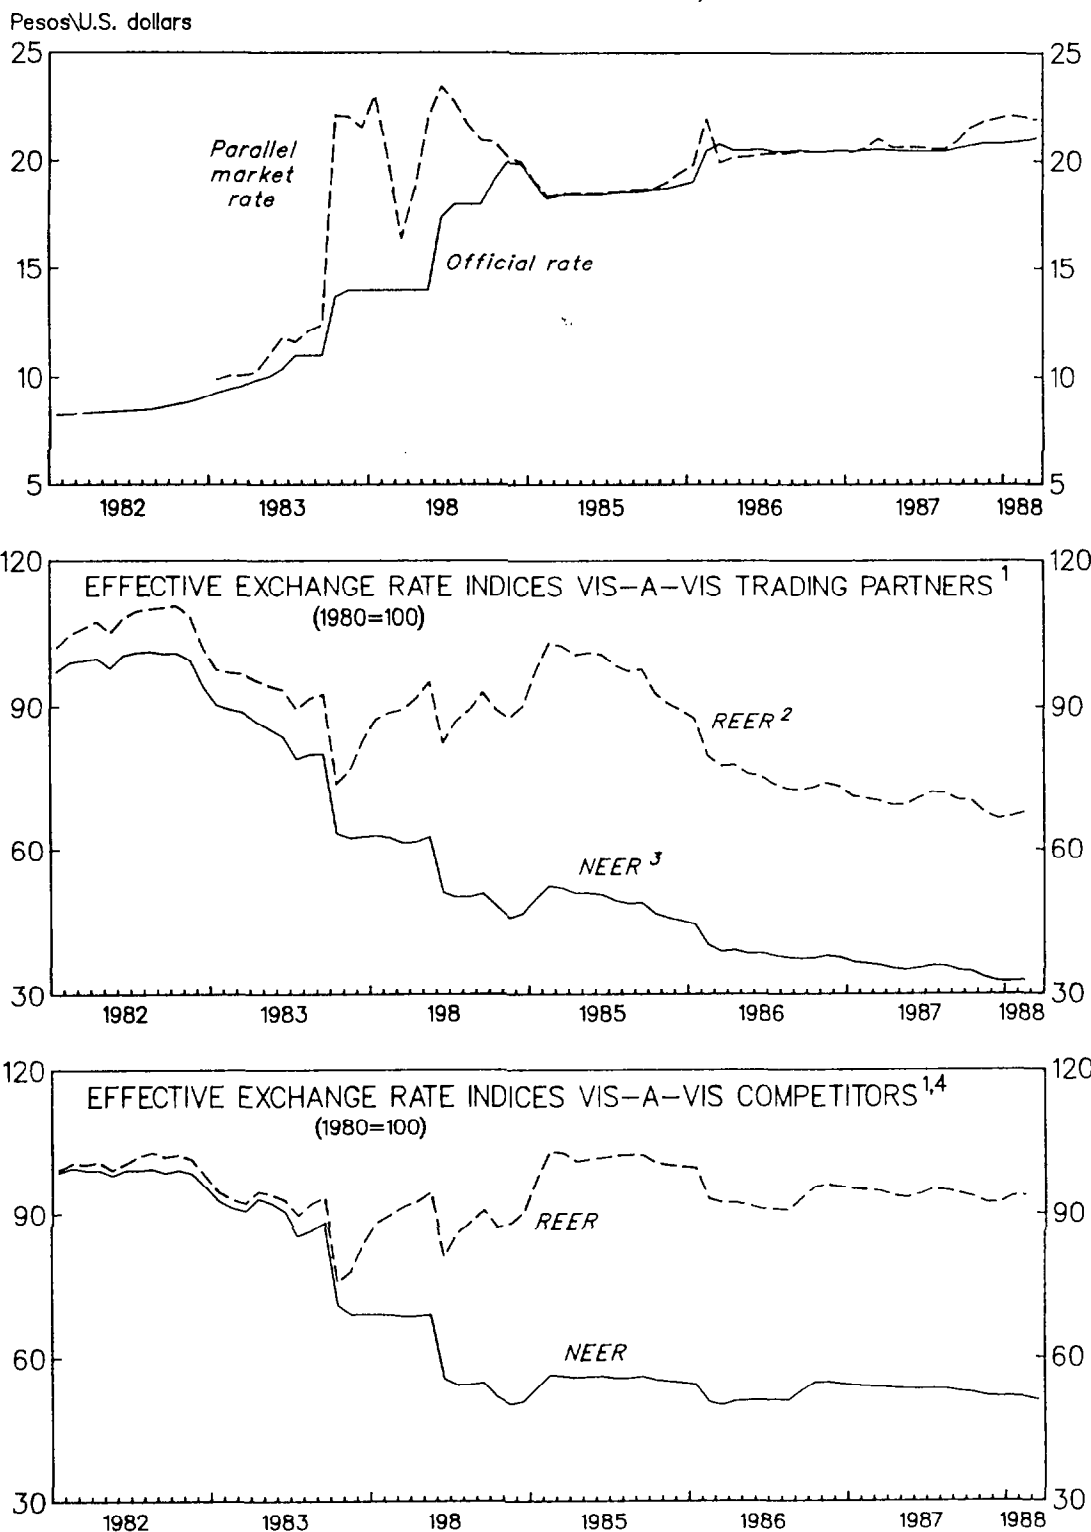 Pesos\U.S. dollars
25 25
20 20
15 15
10 10
5 5
Parallel
market
rate
Official rate
1982 1983 198 1985 1986 1987 1988
120 120
EFFECTIVE EXCHANGE RATE INDICES VIS-A-VIS TRADING PARTNERS 1
(1980=100)
90 90
REER 2
60 60
NEER 3
30 30
1982 1983 198 1985 1986 1987 1988
120 120
EFFECTIVE EXCHANGE RATE INDICES VIS-A-VIS COMPETITORS 1,4
(1980=100)
90 90
REER
60 60
NEER
30 30
1982 1983 198 1985 1986 1987 1988